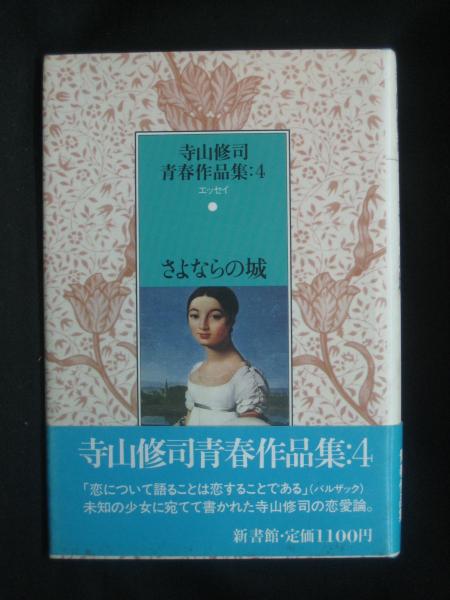 寺山修司
青春作品集:4
エッセイ
さよならの城
寺山修司青春作品集:4
「恋について語ることは恋することである」(バルザック)
未知の少女に宛てて書かれた寺山修司の恋愛論。
新書館・定価1100円